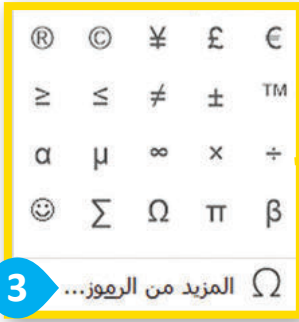 ® © ¥ £ €
≥ ≤ ≠ ± ™
α µ ∞ × ÷
☺ ∑ Ω π β
Ω المزيد من الرموز...
3